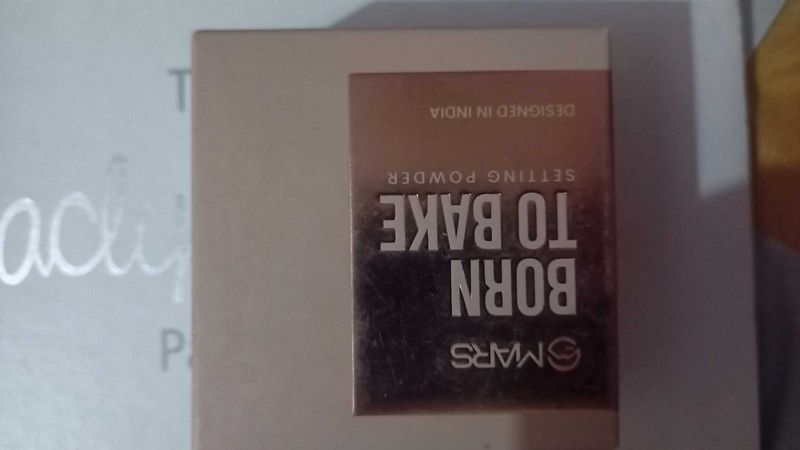 MARS
BORN
TO BAKE
SETTING POWDER
DESIGNED IN INDIA